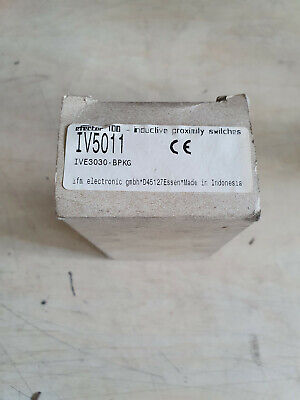 efector 100 - inductive proximity switches
IV5011
CE
IVE3030-BPKG
ifm electronic gmbh*D45127Essen*Made in Indonesia